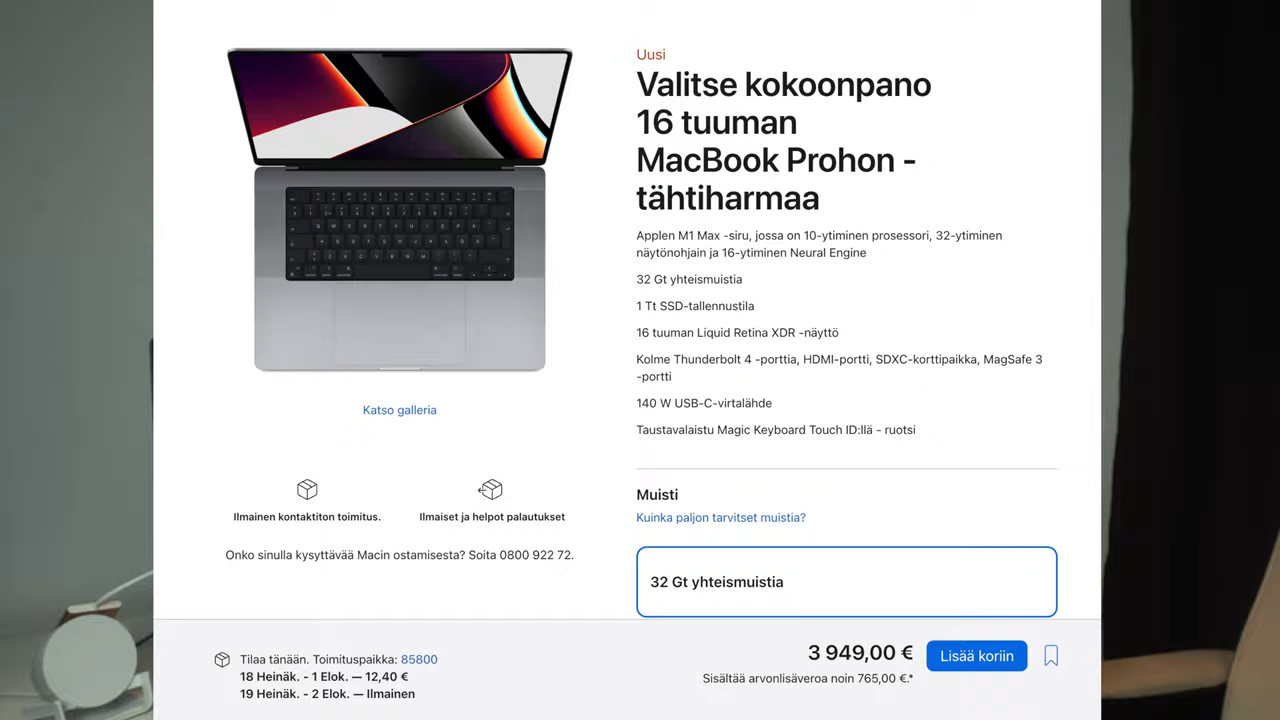 Uusi
Valitse kokoonpano
16 tuuman
MacBook Prohon -
tähtiharmaa
Applen M1 Max -siru, jossa on 10-ytiminen prosessori, 32-ytiminen
näytönohjain ja 16-ytiminen Neural Engine
32 Gt yhteismuistia
1 Tt SSD-tallennustila
16 tuuman Liquid Retina XDR -näyttö
Kolme Thunderbolt 4 -porttia, HDMI-portti, SDXC-korttipaikka, MagSafe 3
-portti
140 W USB-C-virtalähde
Taustavalaistu Magic Keyboard Touch ID:llä - ruotsi
Katso galleria
Ilmainen kontaktiton toimitus.
Ilmaiset ja helpot palautukset
Onko sinulla kysyttävää Macin ostamisesta? Soita 0800 922 72.
Muisti
Kuinka paljon tarvitset muistia?
32 Gt yhteismuistia
Tilaa tänään. Toimituspaikka: 85800
18 Heinäk. - 1 Elok. — 12,40 €
19 Heinäk. - 2 Elok. — Ilmainen
3 949,00 €
Sisältää arvonlisäveroa noin 765,00 €.*
Lisää koriin